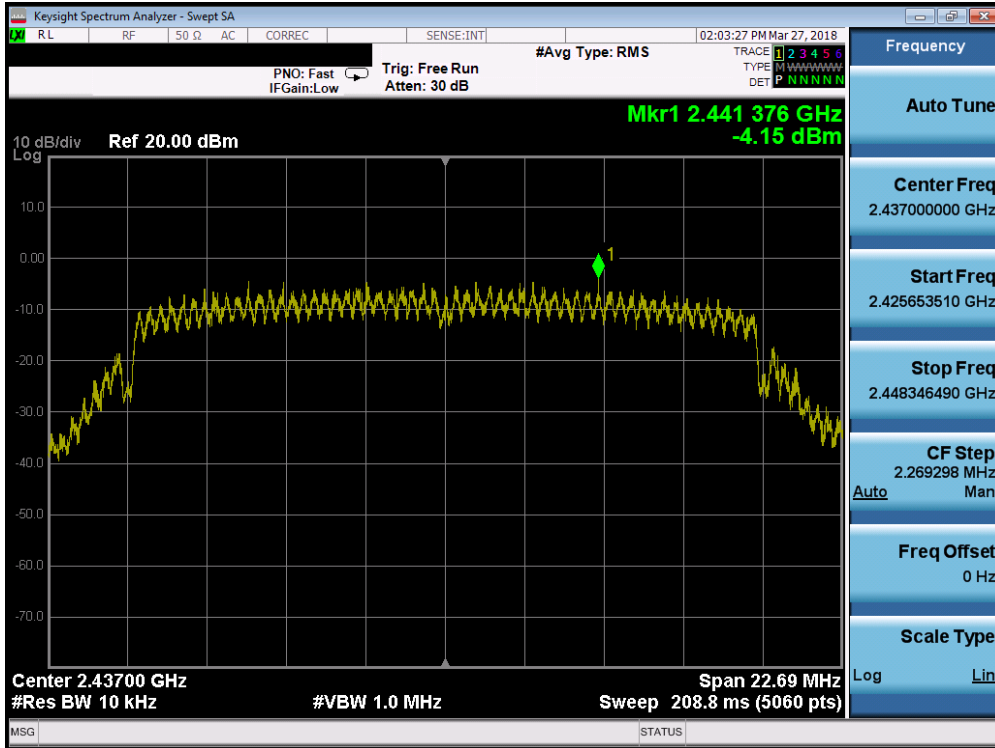 Keysight Spectrum Analyzer - Swept SA
LXI RL RF 50 Ω AC CORREC SENSE:INT 02:03:27 PM Mar 27, 2018
PNO: Fast
IFGain:Low
Trig: Free Run
Atten: 30 dB
#Avg Type: RMS
TRACE 1 2 3 4 5 6
TYPE M WWWWW
DET P N N N N N
Mkr1 2.441 376 GHz
-4.15 dBm
10 dB/div Ref 20.00 dBm
Log
10.0
0.00
-10.0
-20.0
-30.0
-40.0
-50.0
-60.0
-70.0
1
Center 2.43700 GHz Span 22.69 MHz
#Res BW 10 kHz #VBW 1.0 MHz Sweep 208.8 ms (5060 pts)
MSG STATUS
Frequency
Auto Tune
Center Freq
2.437000000 GHz
Start Freq
2.425653510 GHz
Stop Freq
2.448346490 GHz
CF Step
2.269298 MHz
Auto Man
Freq Offset
0 Hz
Scale Type
Log Lin